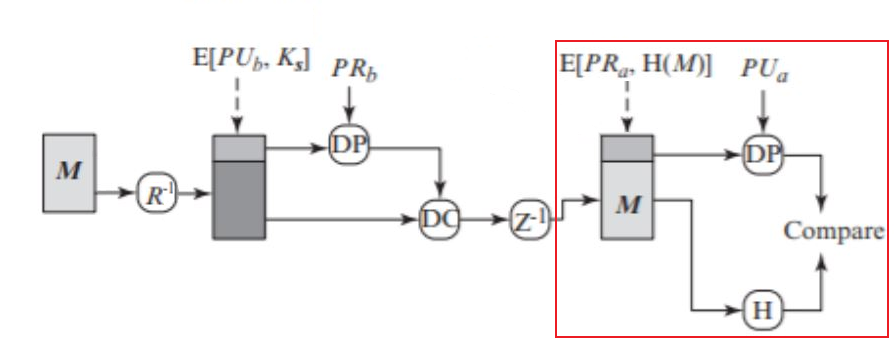 E[PU_b, K_s]
PR_b
E[PR_a, H(M)]
PU_a
M
R⁻¹
DP
DC
Z⁻¹
M
DP
Compare
H